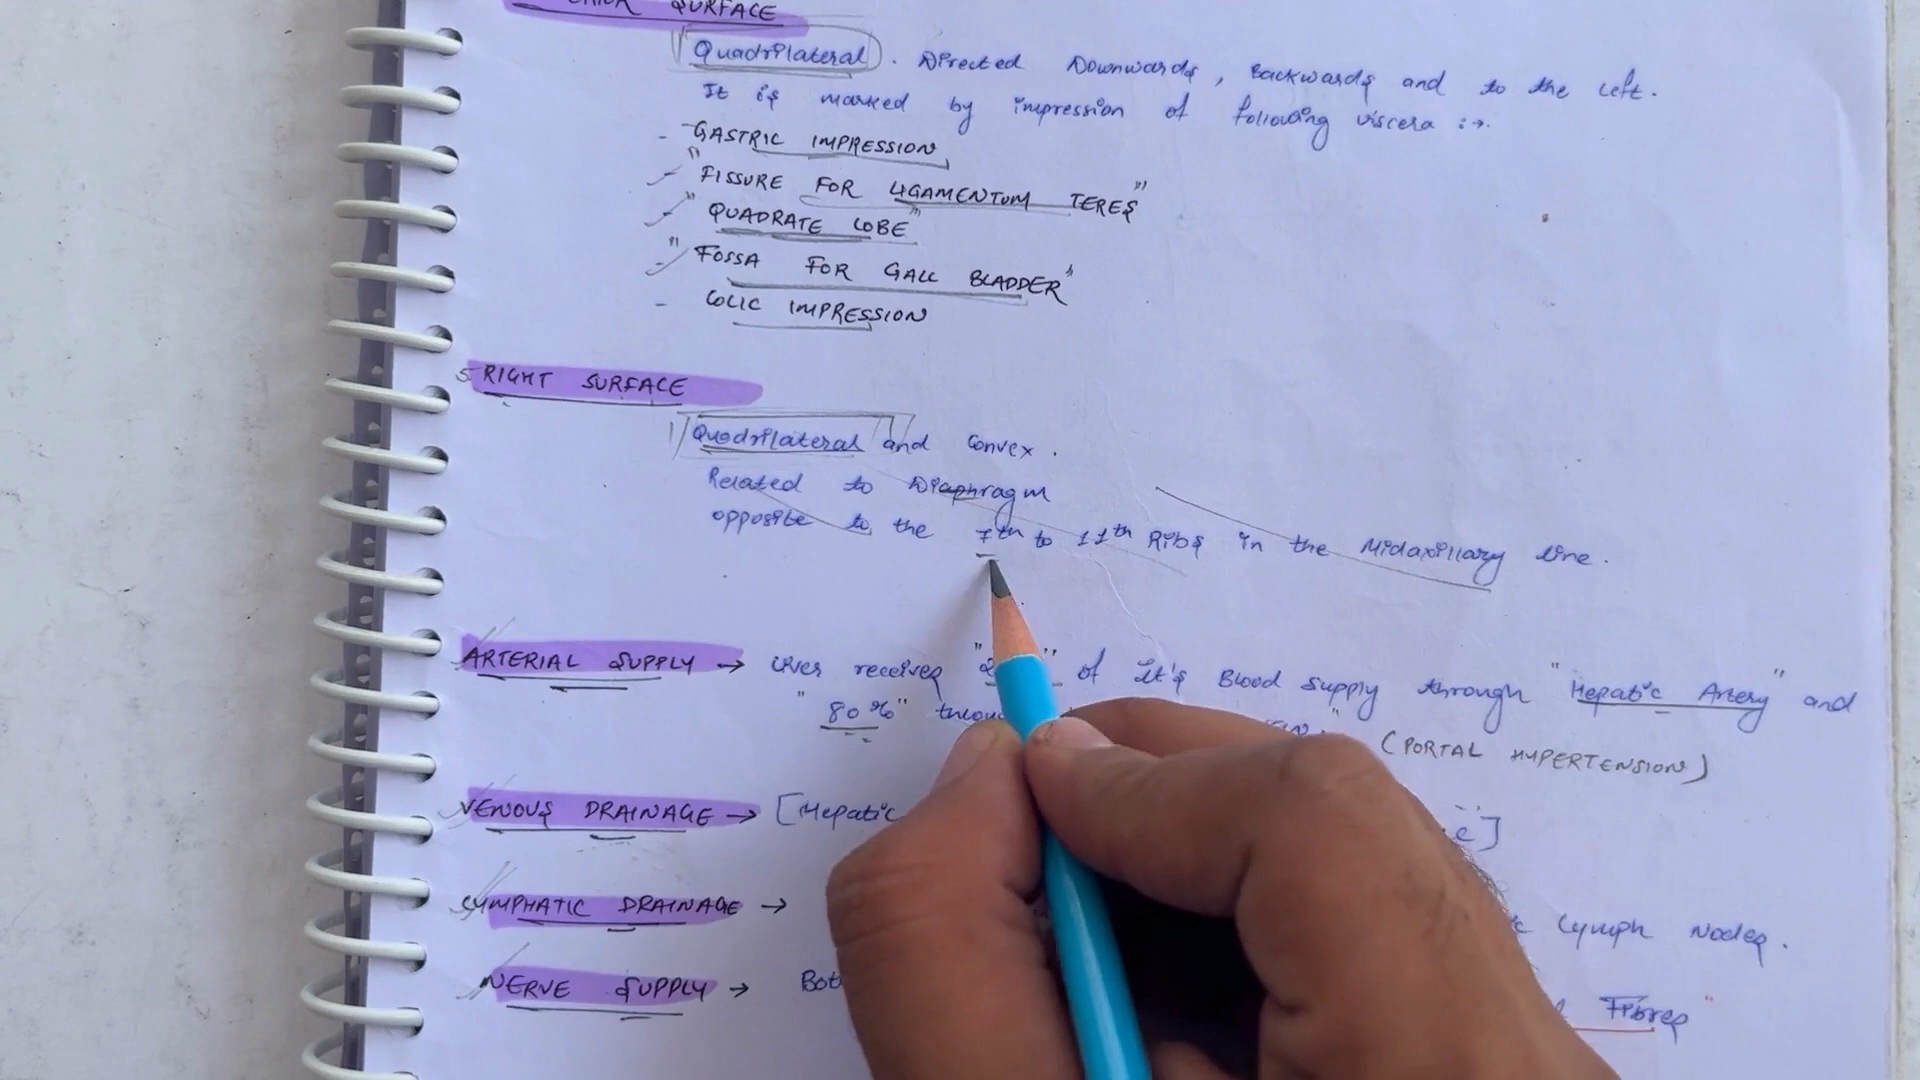 SURFACE
Quadrilateral. Directed Downwards, Backwards and to the Left.
It is marked by impression of following viscera :→.
- GASTRIC IMPRESSION
- "FISSURE FOR LIGAMENTUM TERES"
- "QUADRATE LOBE"
- "FOSSA FOR GALL BLADDER"
- COLIC IMPRESSION
5 RIGHT SURFACE
Quadrilateral and Convex.
Related to Diaphragm
opposite to the 7th to 11th Ribs in the Midaxillary line.
ARTERIAL SUPPLY → Liver receives of It's Blood Supply through "Hepatic Artery" and
"80%" (PORTAL HYPERTENSION)
VENOUS DRAINAGE → [Hepatic ]
LYMPHATIC DRAINAGE → Lymph Nodes.
NERVE SUPPLY → Fibres"